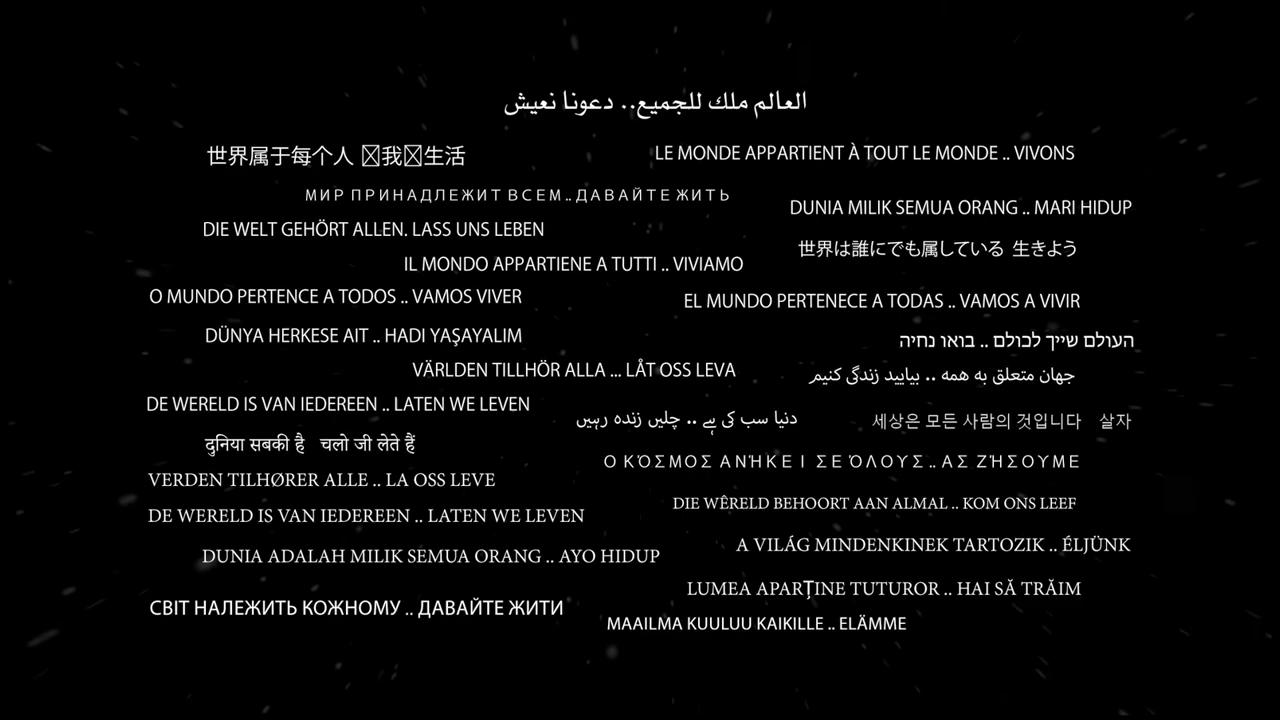 العالم ملك للجميع.. دعونا نعيش
世界属于每个人 我 生活
LE MONDE APPARTIENT À TOUT LE MONDE .. VIVONS
МИР ПРИНАДЛЕЖИТ ВСЕМ.. ДАВАЙТЕ ЖИТЬ
DUNIA MILIK SEMUA ORANG .. MARI HIDUP
DIE WELT GEHÖRT ALLEN. LASS UNS LEBEN
世界は誰にでも属している 生きよう
IL MONDO APPARTIENE A TUTTI .. VIVIAMO
O MUNDO PERTENCE A TODOS .. VAMOS VIVER
EL MUNDO PERTENECE A TODAS .. VAMOS A VIVIR
DÜNYA HERKESE AIT .. HADI YAŞAYALIM
העולם שייך לכולם .. בואו נחיה
VÄRLDEN TILLHÖR ALLA ... LÅT OSS LEVA
جهان متعلق به همه .. بیایید زندگی کنیم
DE WERELD IS VAN IEDEREEN .. LATEN WE LEVEN
دنیا سب کی ہے .. چلیں زندہ رہیں
세상은 모든 사람의 것입니다 살자
दुनिया सबकी है चलो जी लेते हैं
Ο ΚΌΣΜΟΣ ΑΝΉΚΕΙ ΣΕ ΌΛΟΥΣ .. ΑΣ ΖΉΣΟΥΜΕ
VERDEN TILHØRER ALLE .. LA OSS LEVE
DIE WÊRELD BEHOORT AAN ALMAL .. KOM ONS LEEF
DE WERELD IS VAN IEDEREEN .. LATEN WE LEVEN
A VILÁG MINDENKINEK TARTOZIK .. ÉLJÜNK
DUNIA ADALAH MILIK SEMUA ORANG .. AYO HIDUP
LUMEA APARȚINE TUTUROR .. HAI SĂ TRĂIM
СВІТ НАЛЕЖИТЬ КОЖНОМУ .. ДАВАЙТЕ ЖИТИ
MAAILMA KUULUU KAIKILLE .. ELÄMME